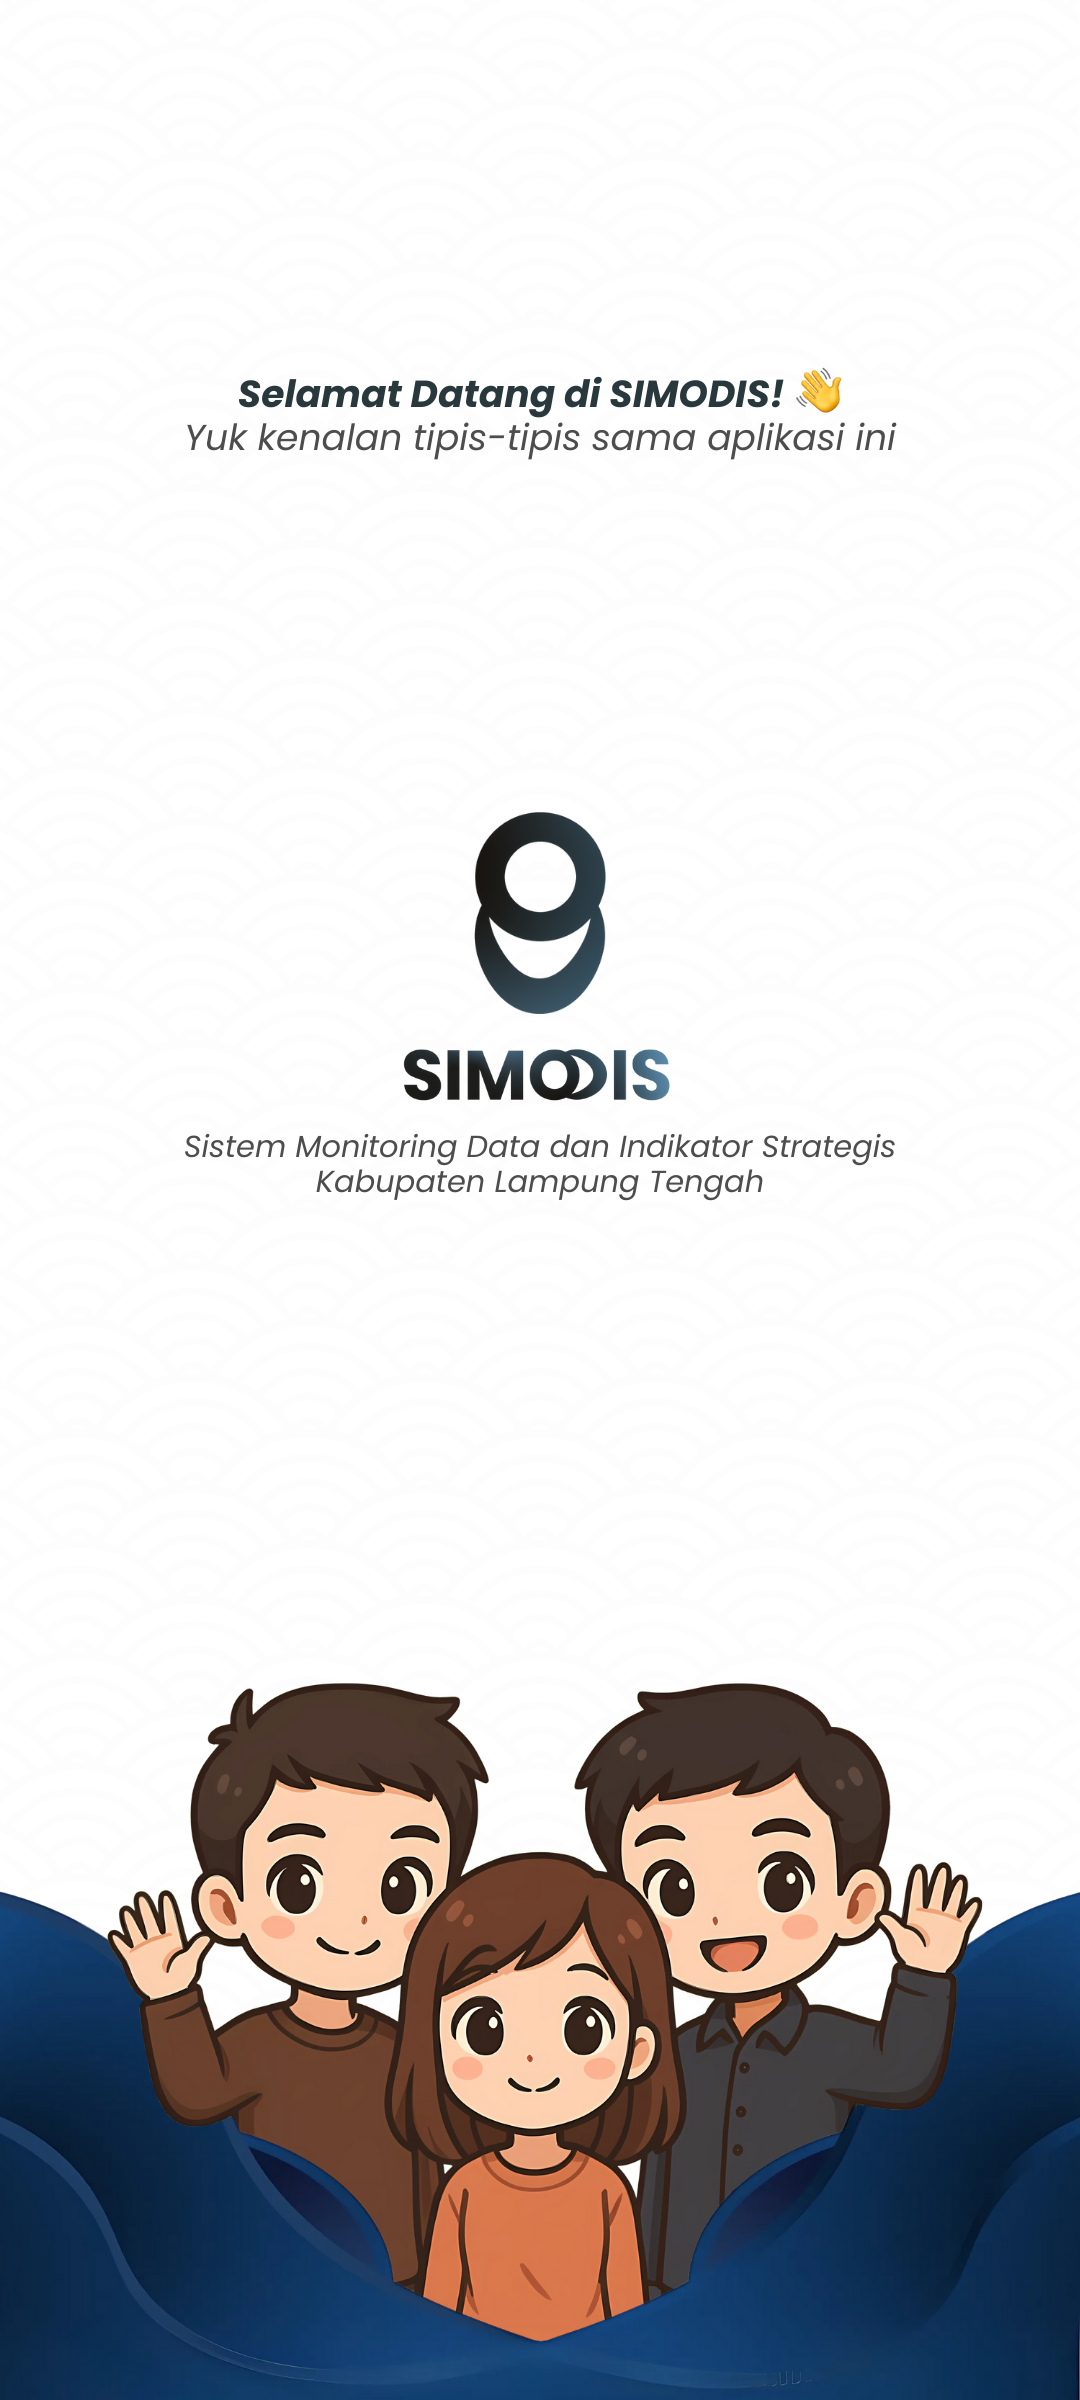 Selamat Datang di SIMODIS! 👋
Yuk kenalan tipis-tipis sama aplikasi ini
SIMODIS
Sistem Monitoring Data dan Indikator Strategis
Kabupaten Lampung Tengah